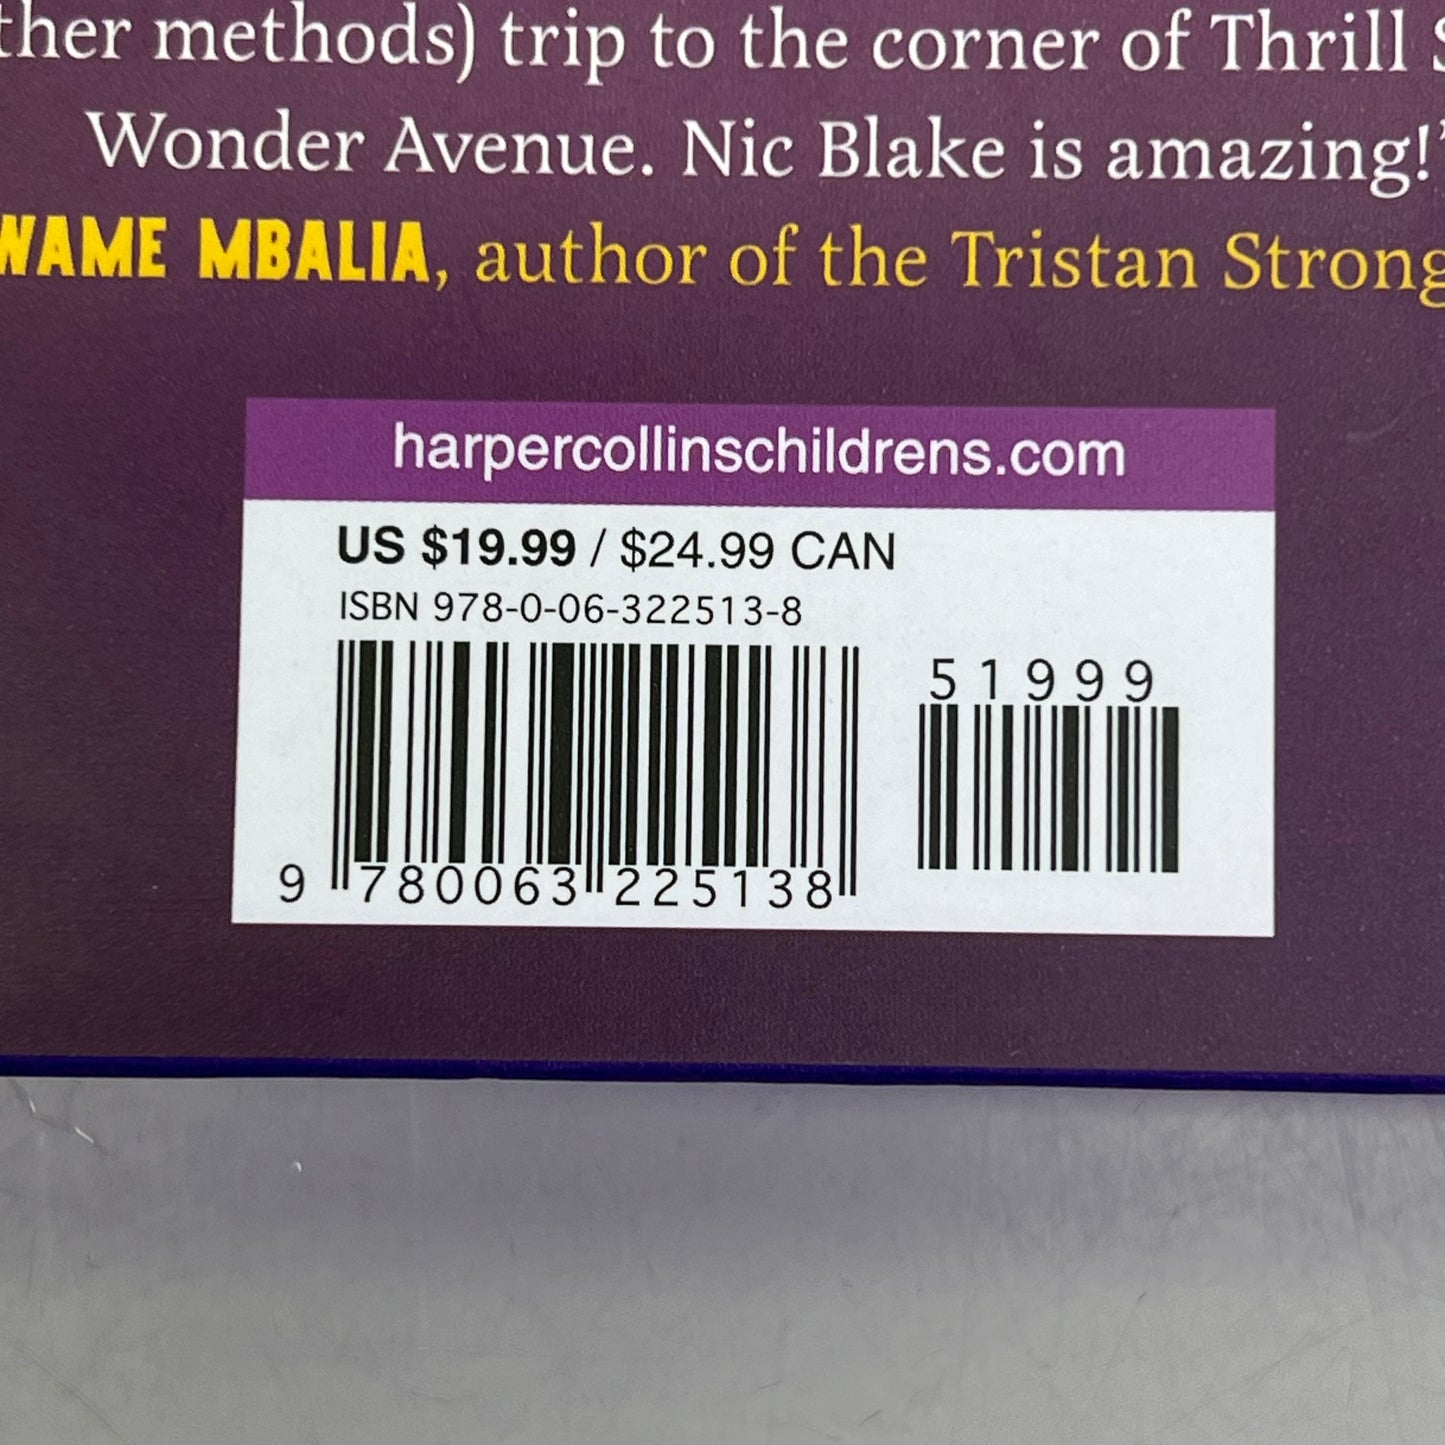 ther methods) trip to the corner of Thrill S
Wonder Avenue. Nic Blake is amazing!"
WAME MBALIA, author of the Tristan Strong
harpercollinschildrens.com
US $19.99 / $24.99 CAN
ISBN 978-0-06-322513-8
51999
9 780063 225138